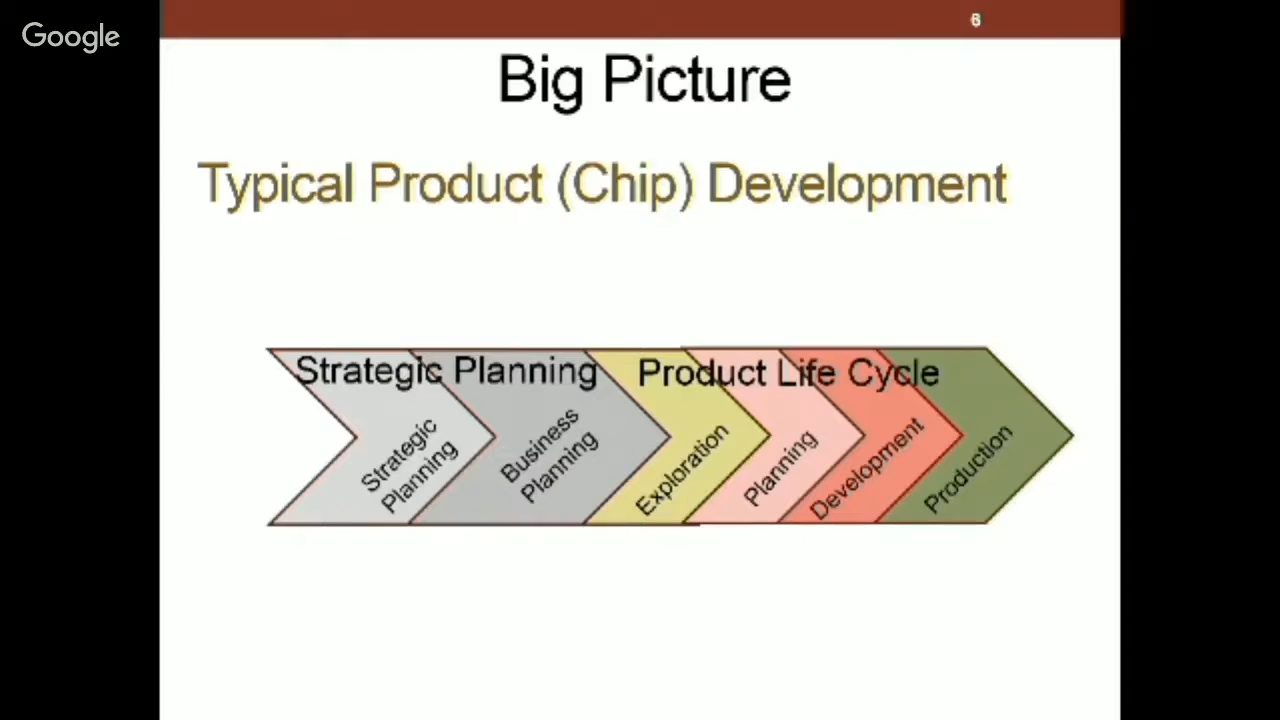 Google
6
Big Picture
Typical Product (Chip) Development
Strategic Planning
Product Life Cycle
Strategic
Planning
Business
Planning
Exploration
Planning
Development
Production